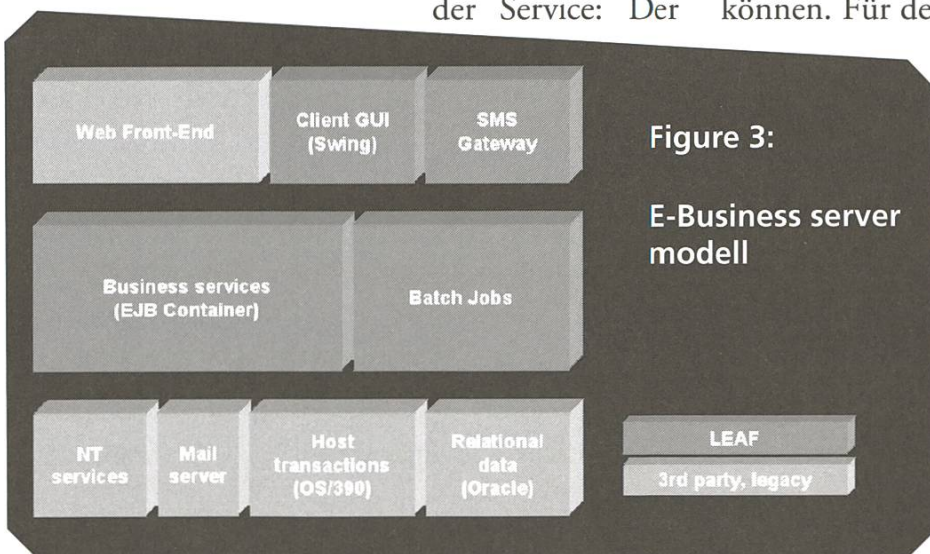 der Service: Der können. Für de
Web Front-End
Client GUI
(Swing)
SMS
Gateway
Figure 3:
E-Business server
modell
Business services
(EJB Container)
Batch Jobs
NT
services
Mail
server
Host
transactions
(OS/390)
Relational
data
(Oracle)
LEAF
3rd party, legacy